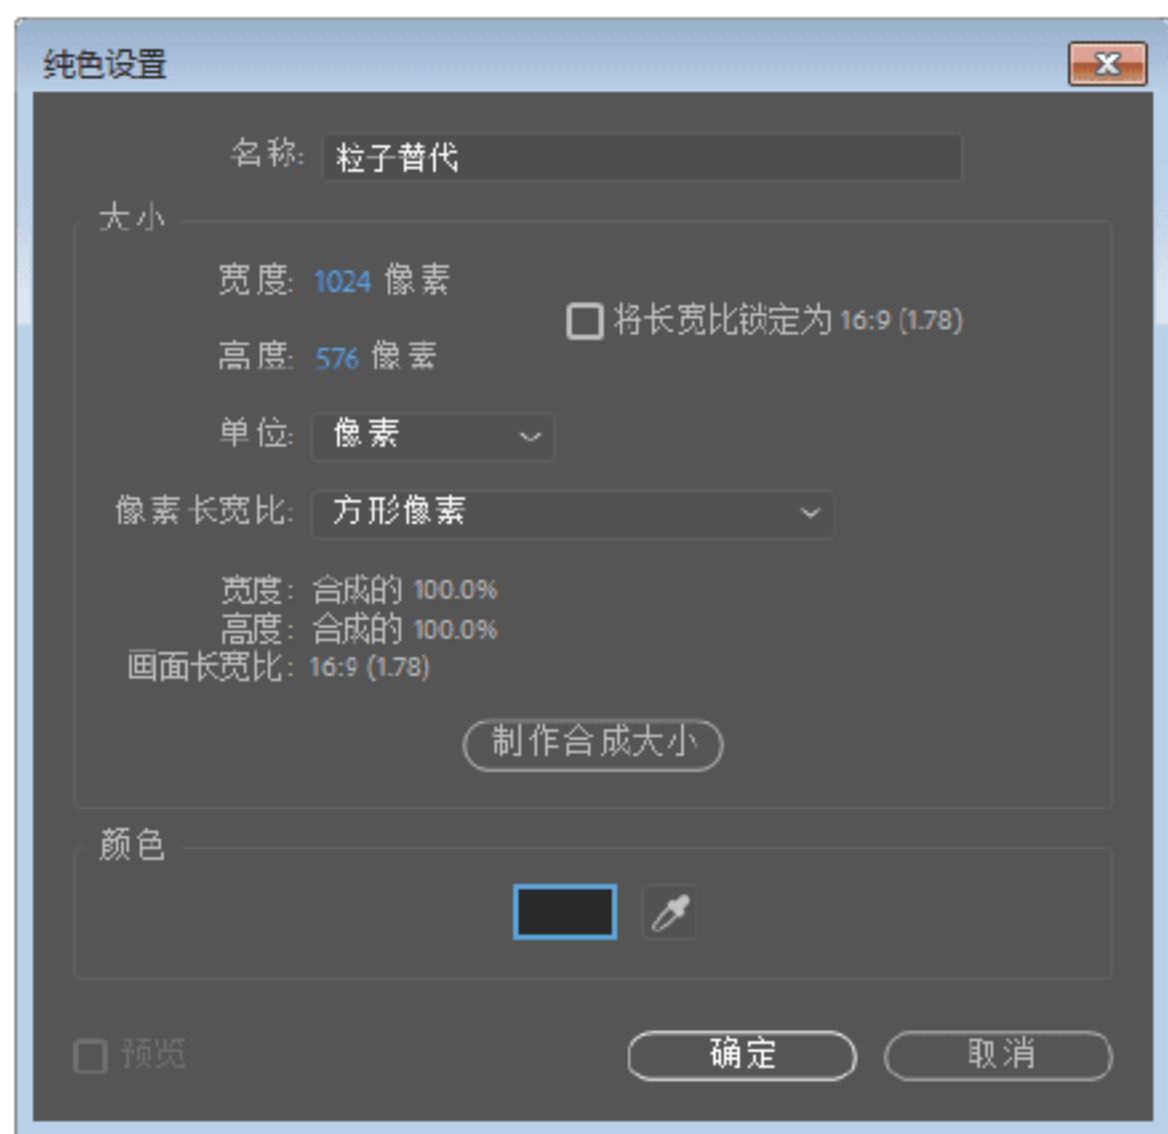 纯色设置
名称: 粒子替代
大小
宽度: 1024 像素
将长宽比锁定为 16:9 (1.78)
高度: 576 像素
单位: 像素
像素长宽比: 方形像素
宽度: 合成的 100.0%
高度: 合成的 100.0%
画面长宽比: 16:9 (1.78)
制作合成大小
颜色
预览
确定
取消